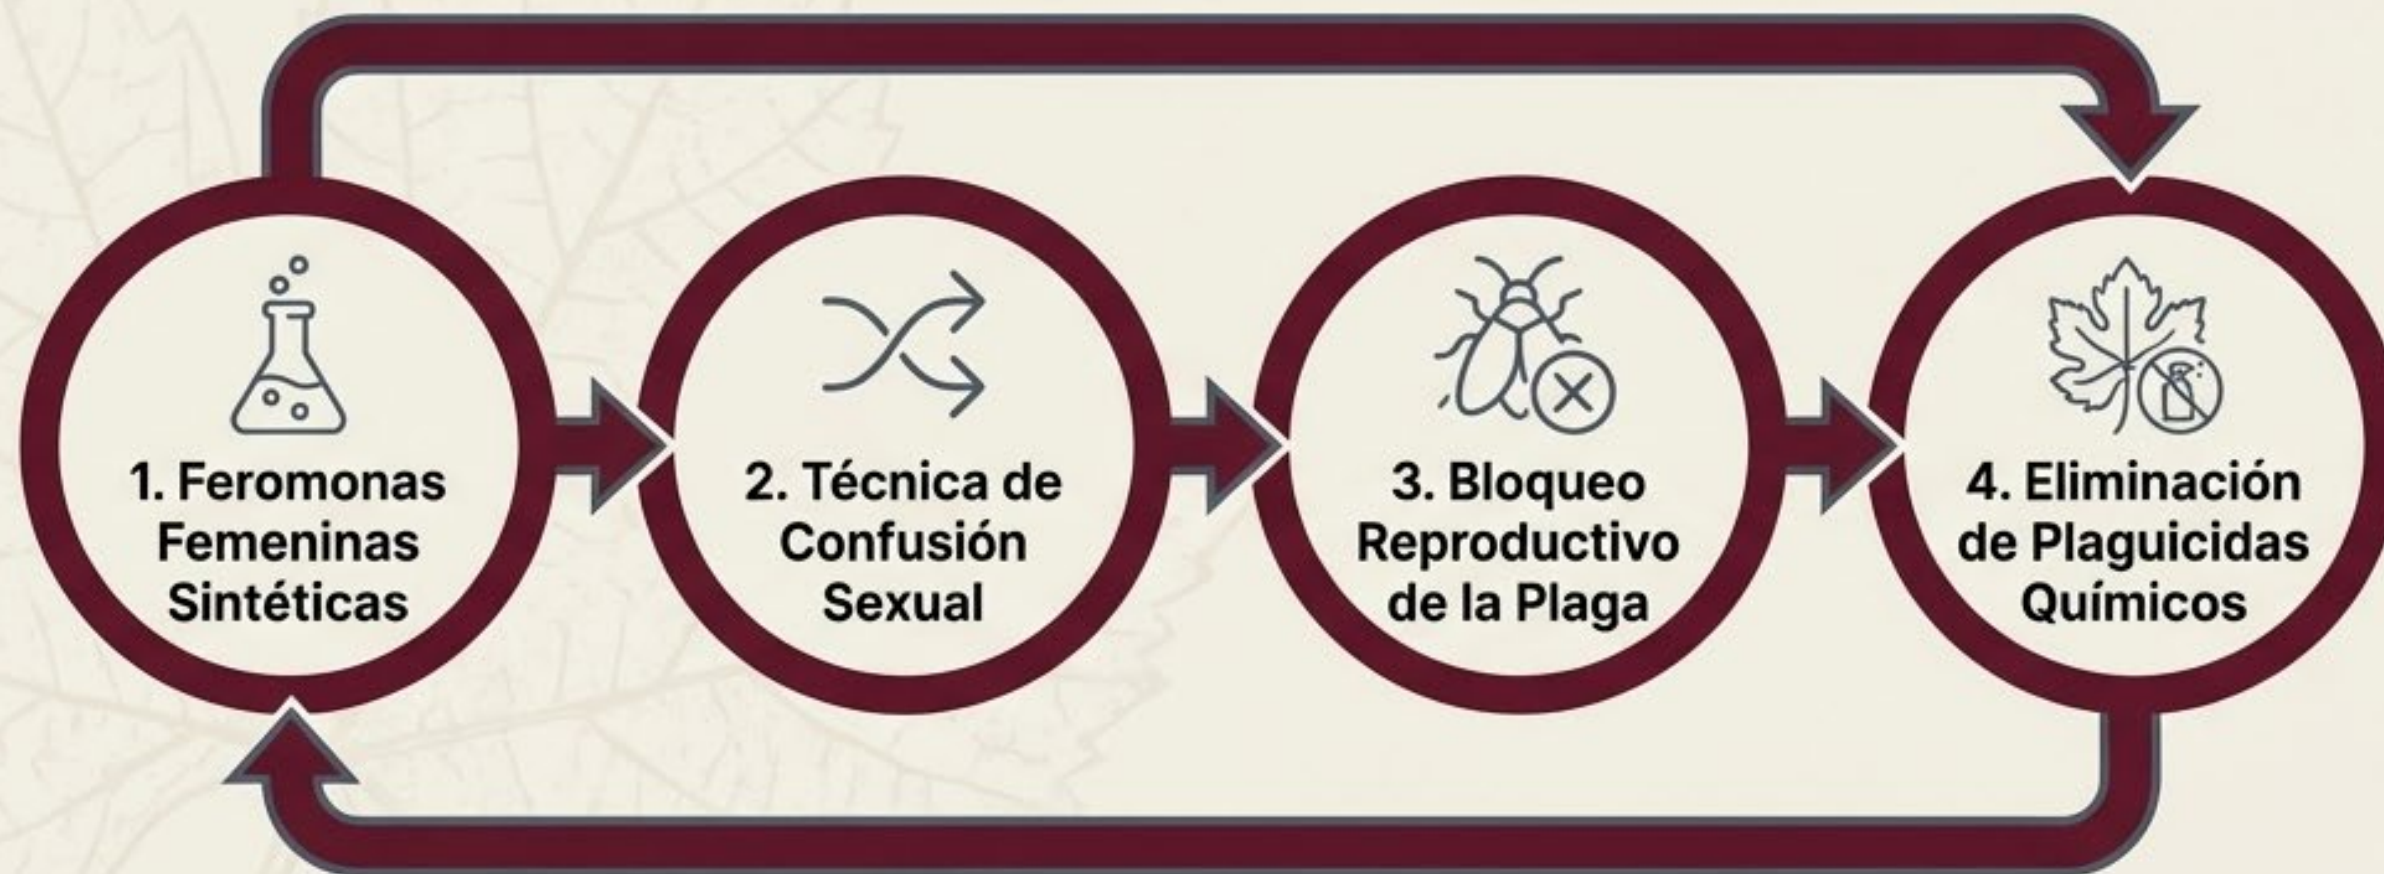 1. Feromonas
Femeninas
Sintéticas
2. Técnica de
Confusión
Sexual
3. Bloqueo
Reproductivo
de la Plaga
4. Eliminación
de Plaguicidas
Químicos